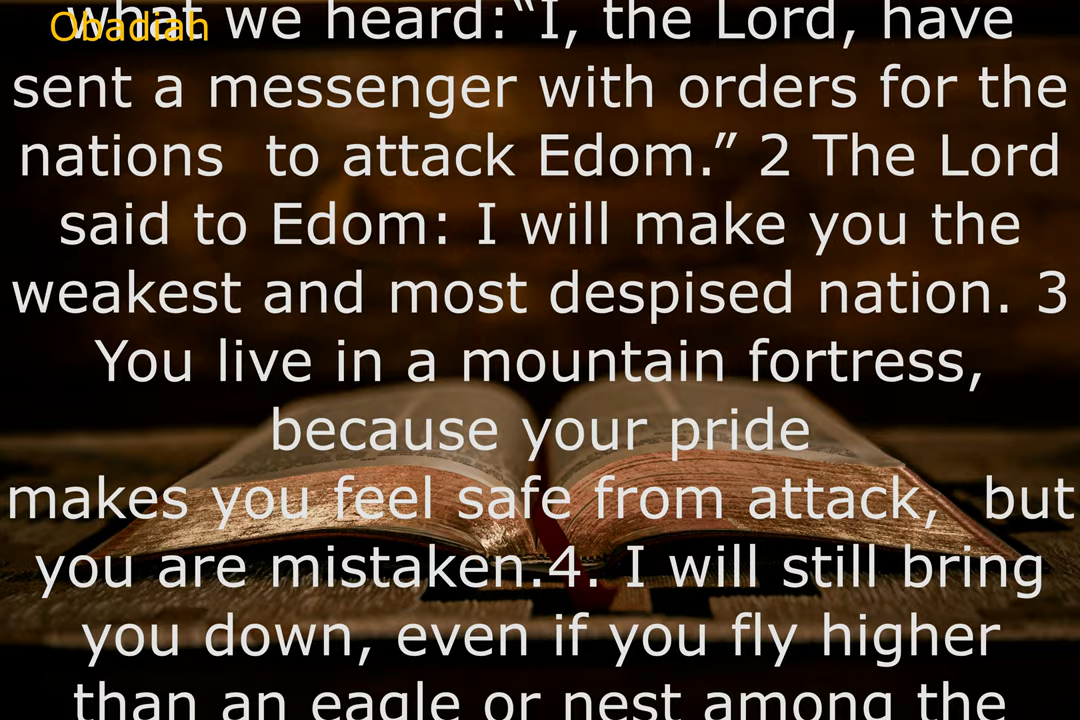 Obadiah
what we heard:“I, the Lord, have
sent a messenger with orders for the
nations  to attack Edom.” 2 The Lord
said to Edom: I will make you the
weakest and most despised nation. 3
You live in a mountain fortress,
because your pride
makes you feel safe from attack,  but
you are mistaken.4. I will still bring
you down, even if you fly higher
than an eagle or nest among the